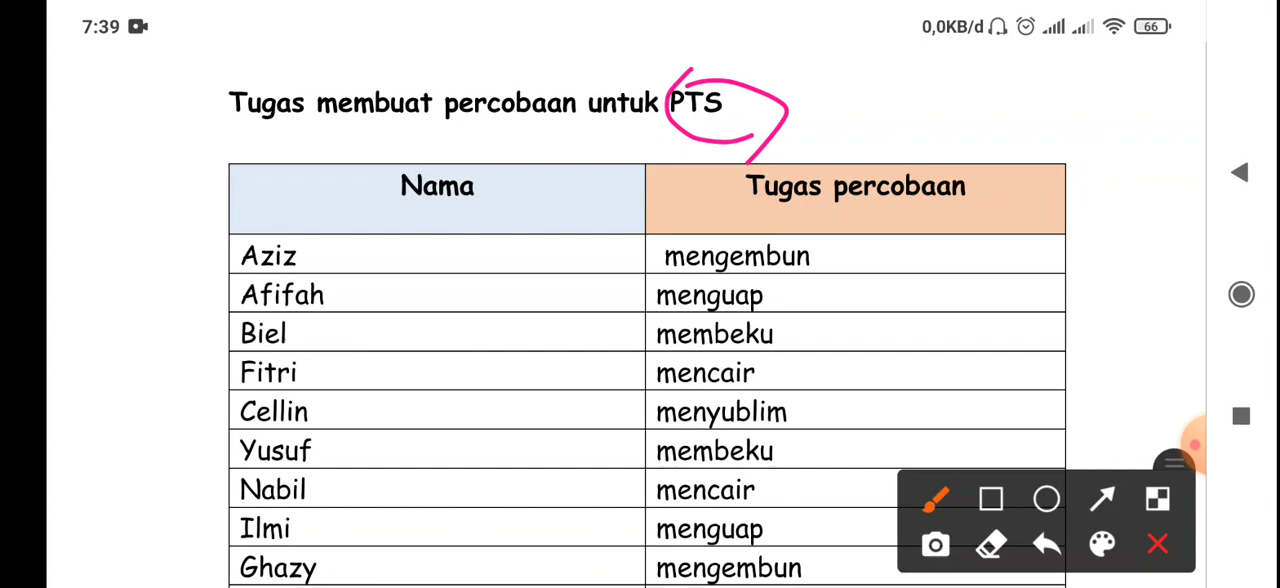 7:39 0,0KB/d 66
Tugas membuat percobaan untuk PTS
Nama Tugas percobaan
Aziz mengembun
Afifah menguap
Biel membeku
Fitri mencair
Cellin menyublim
Yusuf membeku
Nabil mencair
Ilmi menguap
Ghazy mengembun